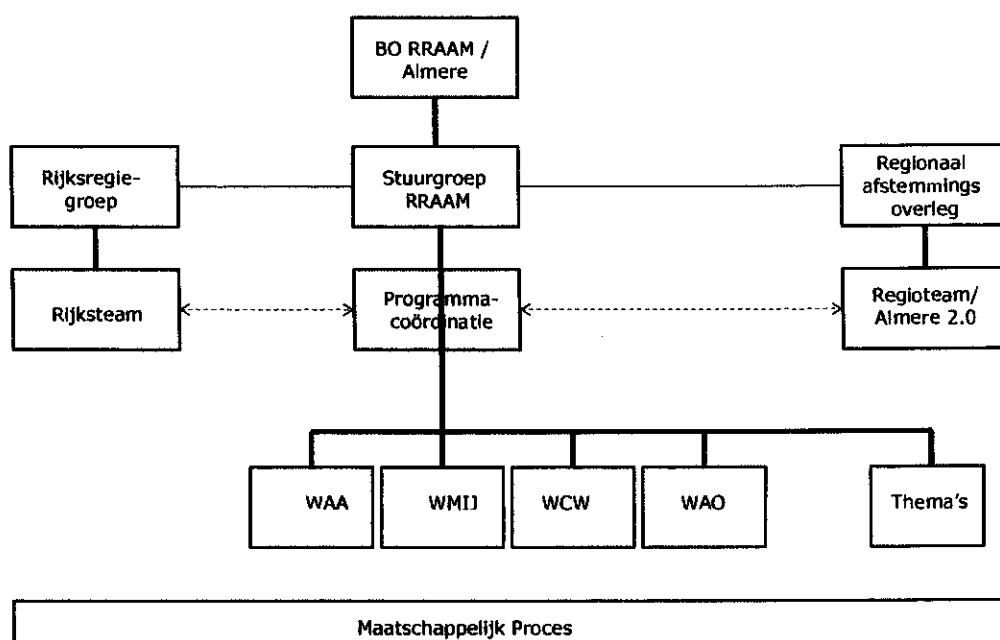 BO RRAAM /
Almere
Rijksregie-
groep
Stuurgroep
RRAAM
Regionaal
afstemmings
overleg
Rijksteam
Programma-
coördinatie
Regioteam/
Almere 2.0
WAA
WMIJ
WCW
WAO
Thema's
Maatschappelijk Proces